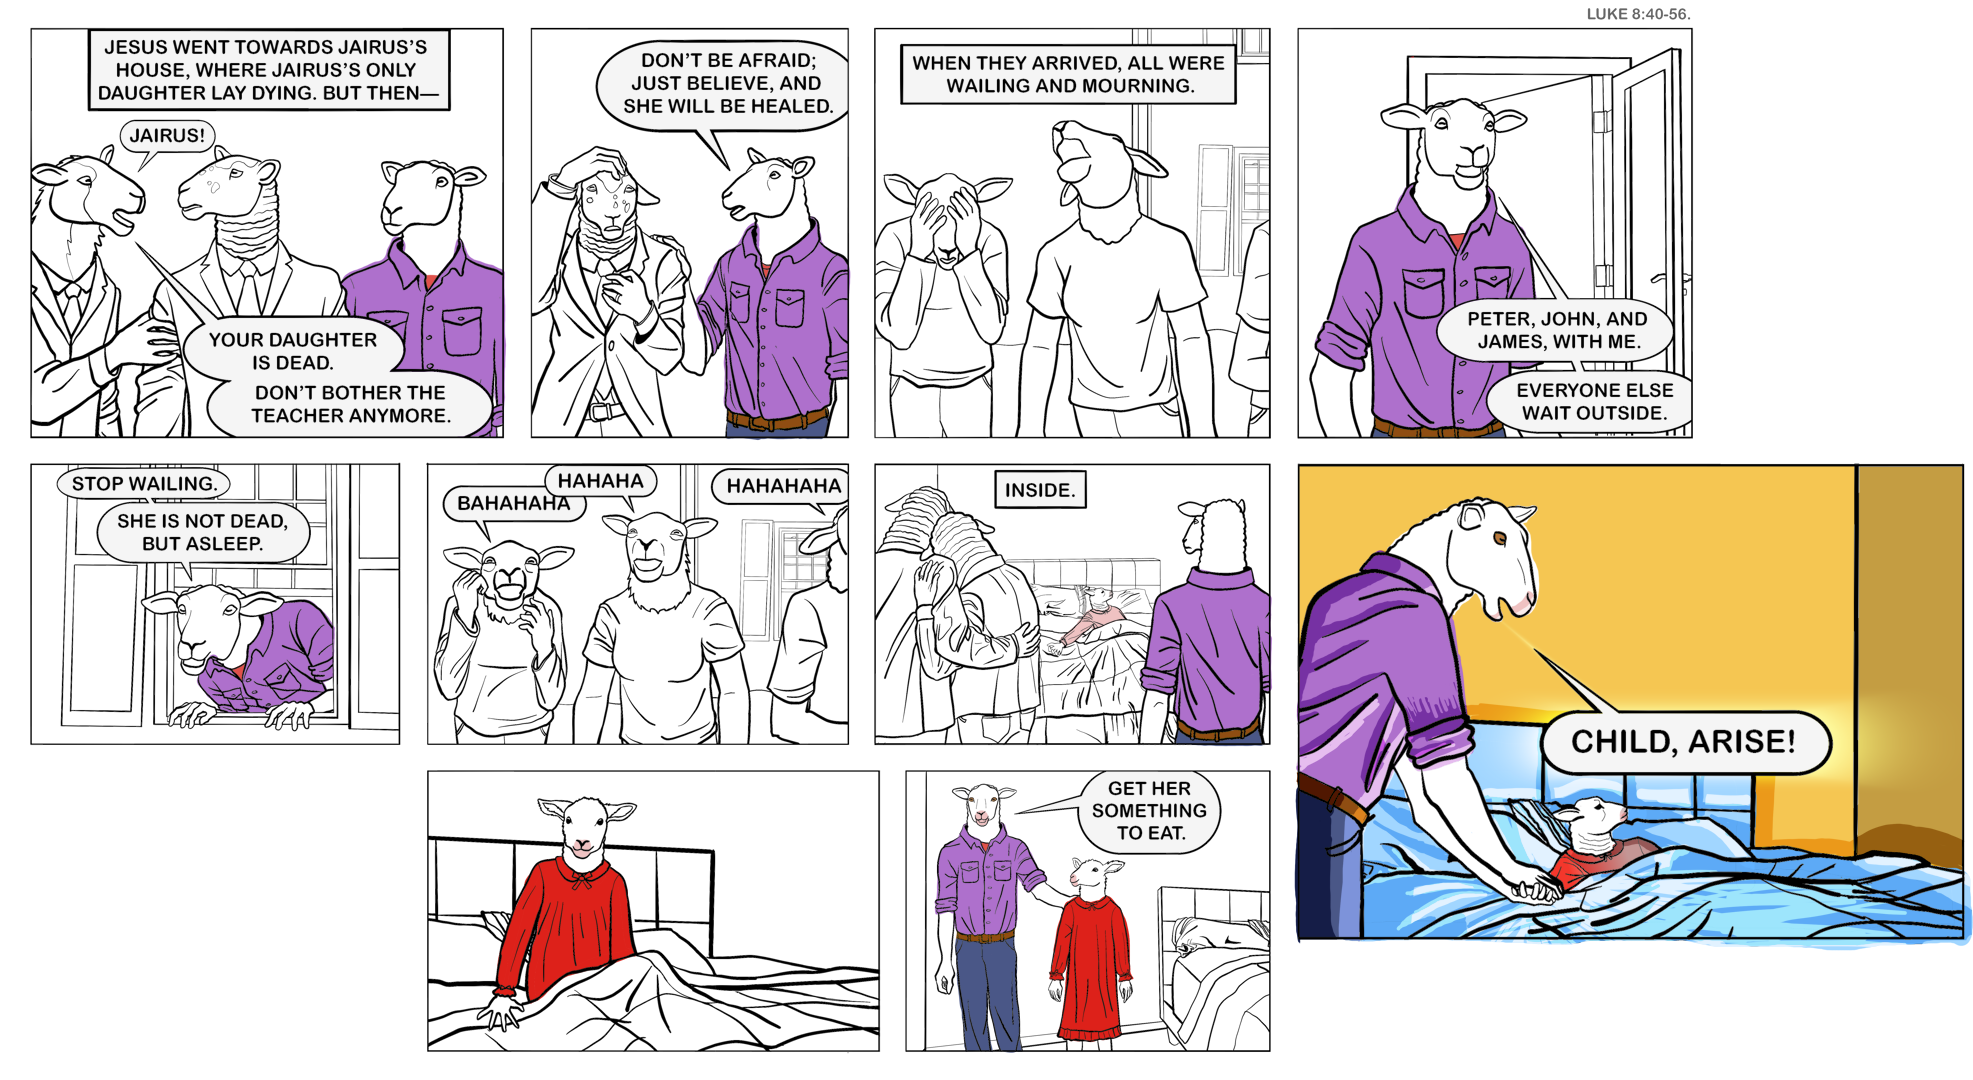 LUKE 8:40-56.
JESUS WENT TOWARDS JAIRUS'S
HOUSE, WHERE JAIRUS'S ONLY
DAUGHTER LAY DYING. BUT THEN—
JAIRUS!
YOUR DAUGHTER
IS DEAD.
DON'T BOTHER THE
TEACHER ANYMORE.
DON'T BE AFRAID;
JUST BELIEVE, AND
SHE WILL BE HEALED.
WHEN THEY ARRIVED, ALL WERE
WAILING AND MOURNING.
PETER, JOHN, AND
JAMES, WITH ME.
EVERYONE ELSE
WAIT OUTSIDE.
STOP WAILING.
SHE IS NOT DEAD,
BUT ASLEEP.
BAHAHAHA
HAHAHA
HAHAHAHA
INSIDE.
CHILD, ARISE!
GET HER
SOMETHING
TO EAT.